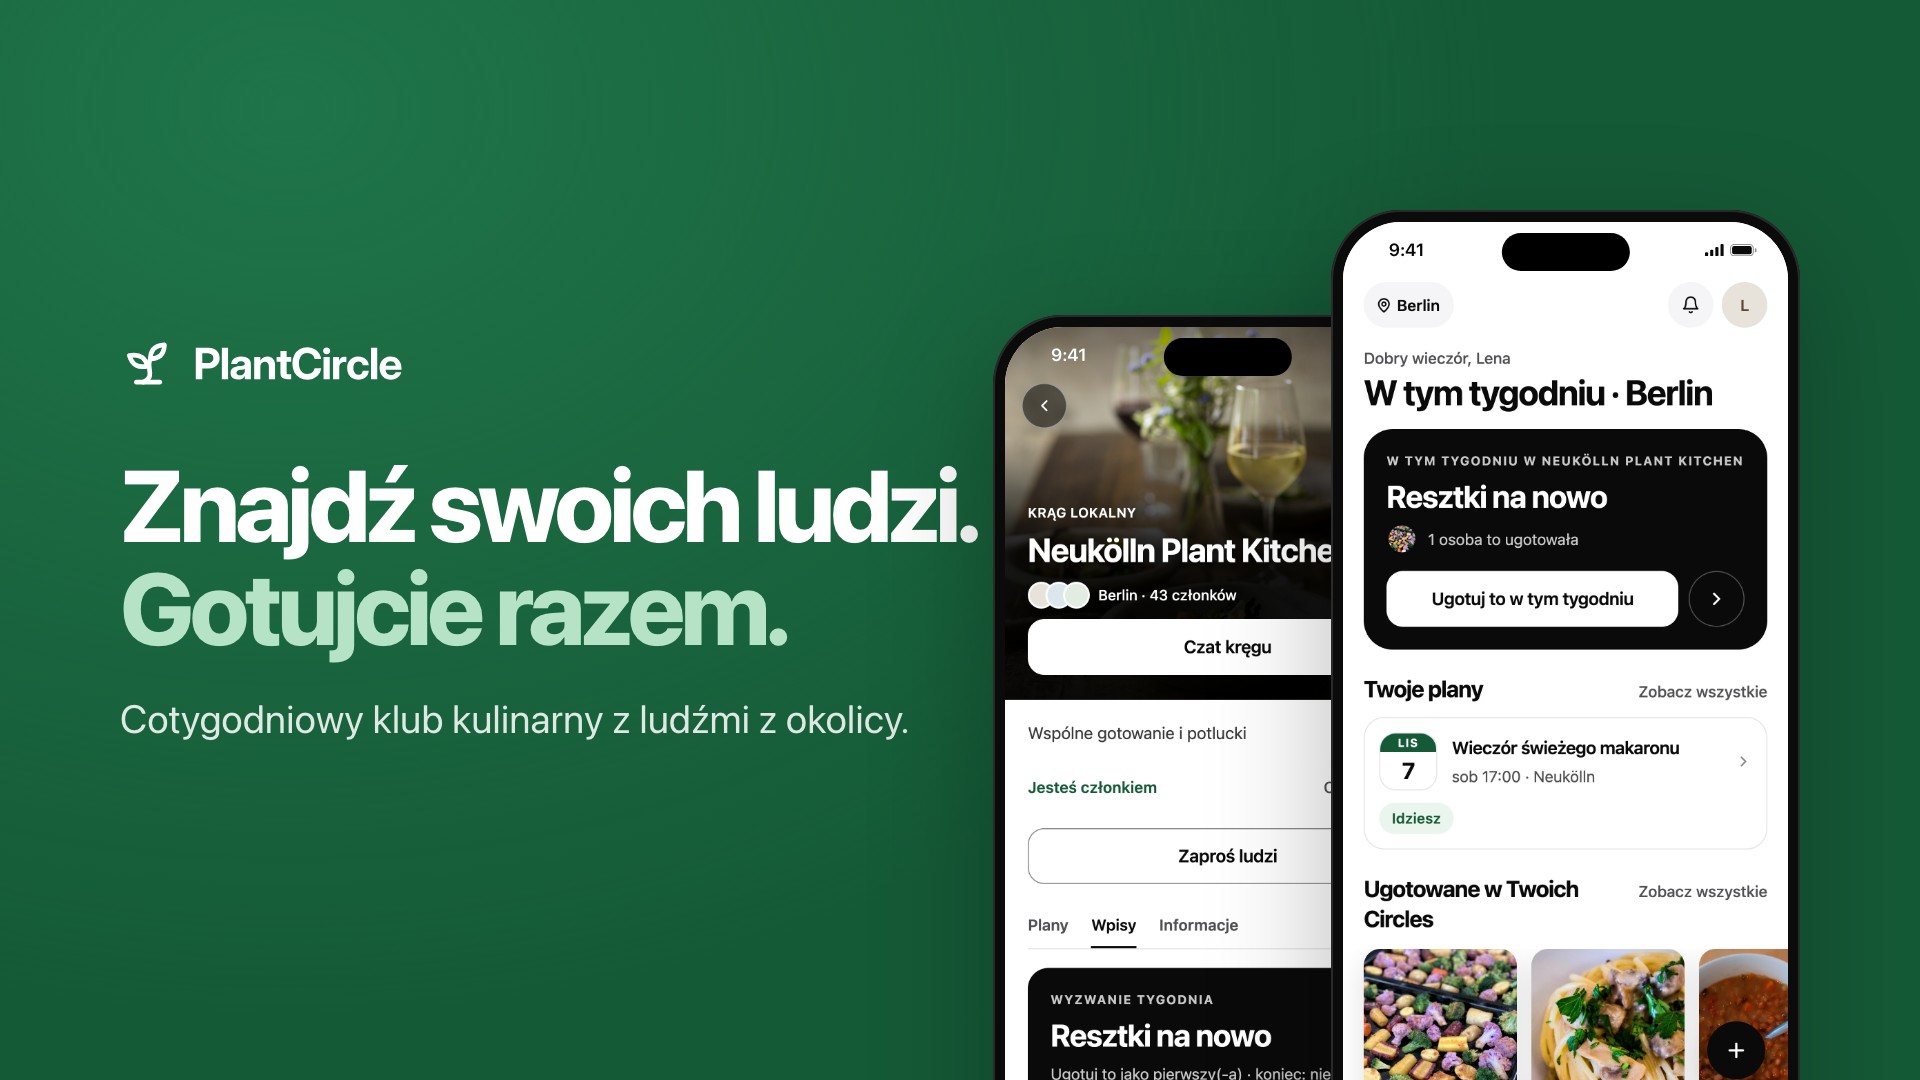 PlantCircle
Znajdź swoich ludzi.
Gotujcie razem.
Cotygodniowy klub kulinarny z ludźmi z okolicy.
9:41
KRĄG LOKALNY
Neukölln Plant Kitche
Berlin · 43 członków
Czat kręgu
Wspólne gotowanie i potlucki
Jesteś członkiem
Zaproś ludzi
Plany Wpisy Informacje
WYZWANIE TYGODNIA
Resztki na nowo
Ugotuj to jako pierwszy(-a) · koniec: nie
9:41
Berlin
L
Dobry wieczór, Lena
W tym tygodniu · Berlin
W TYM TYGODNIU W NEUKÖLLN PLANT KITCHEN
Resztki na nowo
1 osoba to ugotowała
Ugotuj to w tym tygodniu
Twoje plany Zobacz wszystkie
LIS
7
Wieczór świeżego makaronu
sob 17:00 · Neukölln
Idziesz
Ugotowane w Twoich Circles Zobacz wszystkie